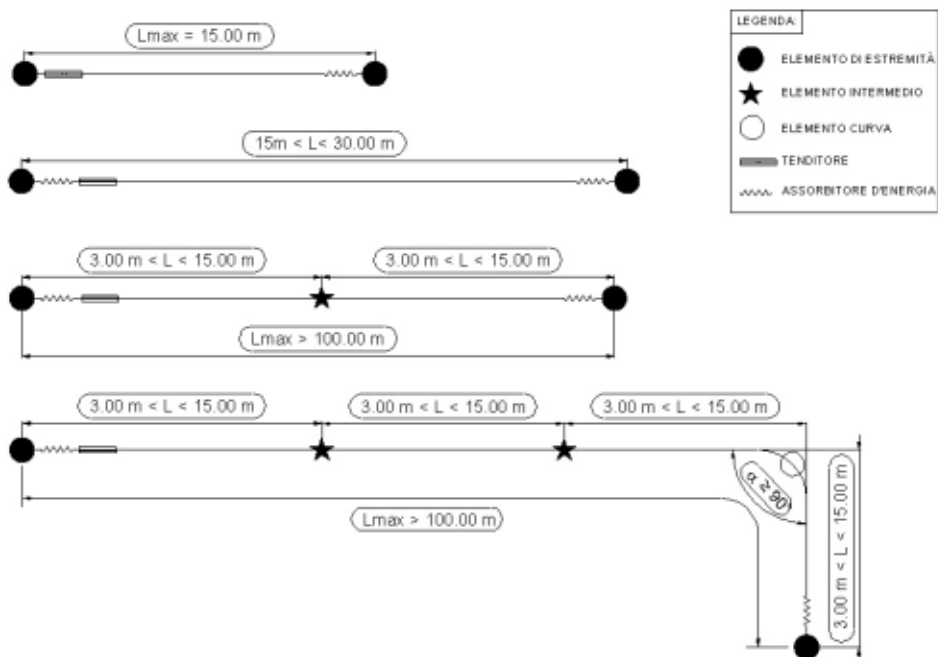 Lmax = 15.00 m
15m < L< 30.00 m
3.00 m < L < 15.00 m
3.00 m < L < 15.00 m
Lmax > 100.00 m
3.00 m < L < 15.00 m
3.00 m < L < 15.00 m
3.00 m < L < 15.00 m
α ≥ 90
3.00 m < L < 15.00 m
Lmax > 100.00 m
LEGENDA:
ELEMENTO DI ESTREMITÀ
ELEMENTO INTERMEDIO
ELEMENTO CURVA
TENDITORE
ASSORBITORE D'ENERGIA